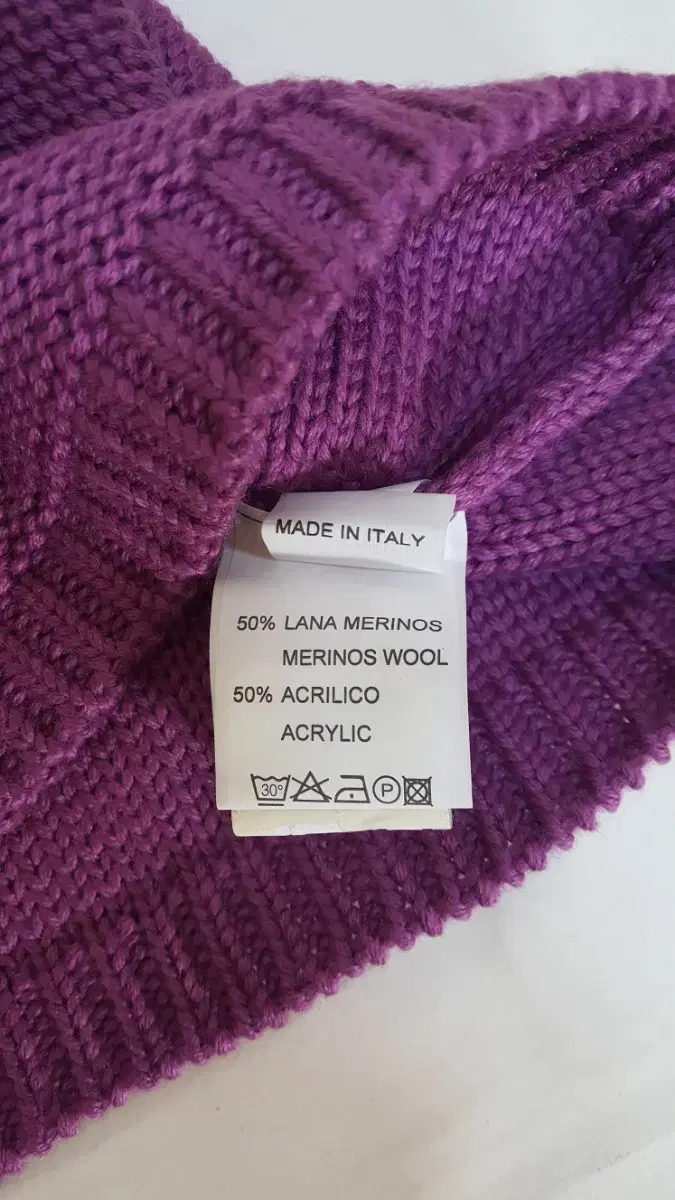 MADE IN ITALY
50% LANA MERINOS
MERINOS WOOL
50% ACRILICO
ACRYLIC
30° P